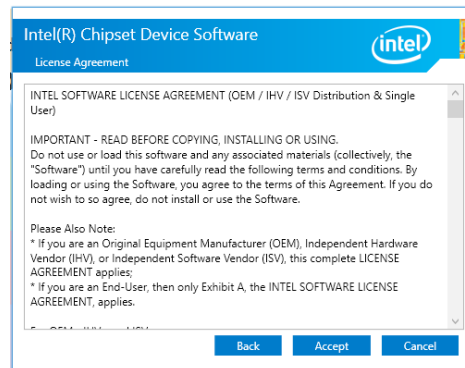 Intel(R) Chipset Device Software
intel
License Agreement
INTEL SOFTWARE LICENSE AGREEMENT (OEM / IHV / ISV Distribution & Single
User)
IMPORTANT - READ BEFORE COPYING, INSTALLING OR USING.
Do not use or load this software and any associated materials (collectively, the
"Software") until you have carefully read the following terms and conditions. By
loading or using the Software, you agree to the terms of this Agreement. If you do
not wish to so agree, do not install or use the Software.
Please Also Note:
* If you are an Original Equipment Manufacturer (OEM), Independent Hardware
Vendor (IHV), or Independent Software Vendor (ISV), this complete LICENSE
AGREEMENT applies;
* If you are an End-User, then only Exhibit A, the INTEL SOFTWARE LICENSE
AGREEMENT, applies.
Back Accept Cancel